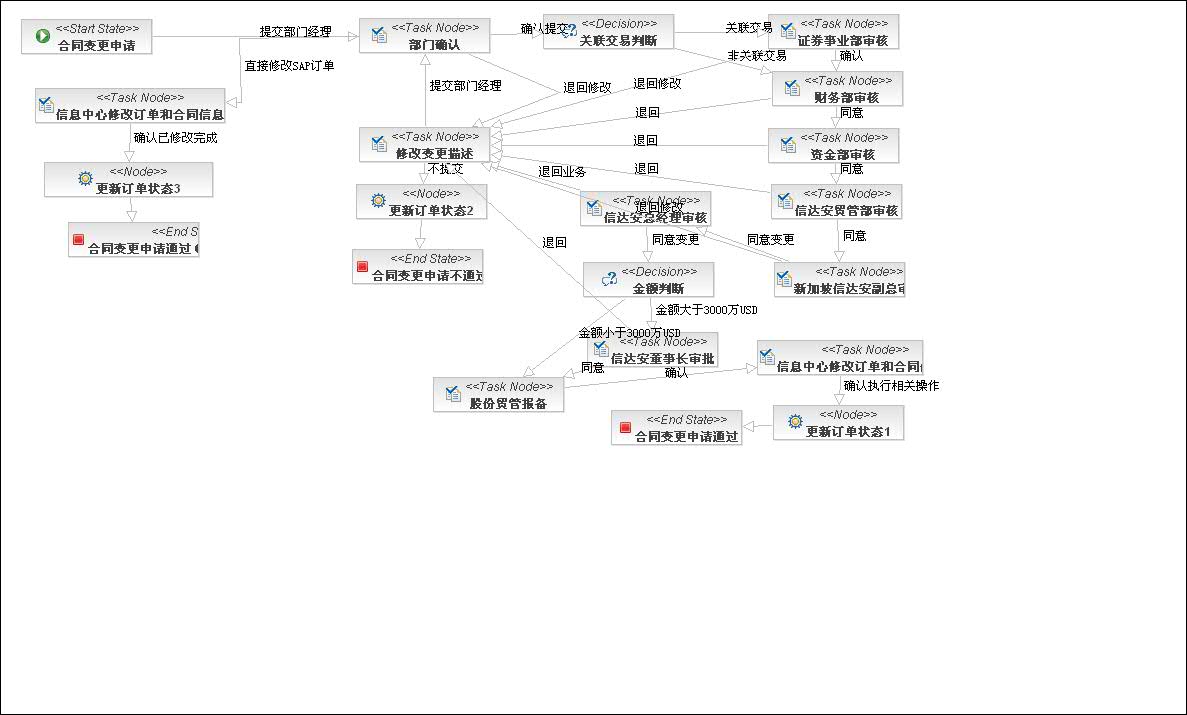 <<Start State>>
合同变更申请
提交部门经理
<<Task Node>>
部门确认
确认提交
<<Decision>>
关联交易判断
关联交易
<<Task Node>>
证券事业部审核
直接修改SAP订单
非关联交易
确认
<<Task Node>>
信息中心修改订单和合同信息
提交部门经理
退回修改
退回修改
<<Task Node>>
财务部审核
退回
同意
确认已修改完成
<<Task Node>>
修改变更描述
退回
<<Task Node>>
资金部审核
<<Node>>
更新订单状态3
不提交
退回业务
退回
同意
<<Node>>
更新订单状态2
<<Task Node>>
信达安总经理审核
退回修改
<<Task Node>>
信达安贸管部审核
<<End S
合同变更申请通过
退回
同意变更
同意变更
同意
<<End State>>
合同变更申请不通过
<<Decision>>
金额判断
<<Task Node>>
新加坡信达安副总审
金额大于3000万USD
金额小于3000万USD
<<Task Node>>
信达安董事长审批
<<Task Node>>
信息中心修改订单和合同
同意
确认
<<Task Node>>
股份贸管报备
确认执行相关操作
<<End State>>
合同变更申请通过
<<Node>>
更新订单状态1